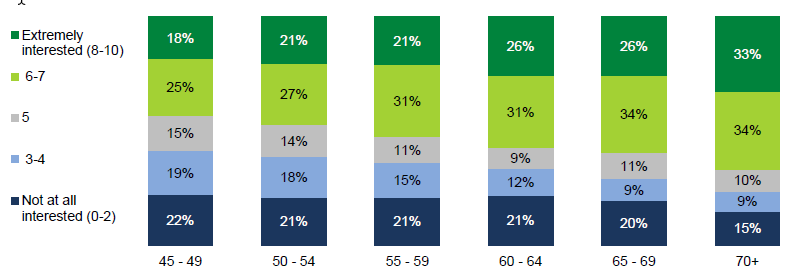 Extremely
interested (8-10)
6-7
5
3-4
Not at all
interested (0-2)
18% 21% 21% 26% 26% 33%
25% 27% 31% 31% 34% 34%
15% 14% 11% 9% 11% 10%
19% 18% 15% 12% 9% 9%
22% 21% 21% 21% 20% 15%
45 - 49 50 - 54 55 - 59 60 - 64 65 - 69 70+